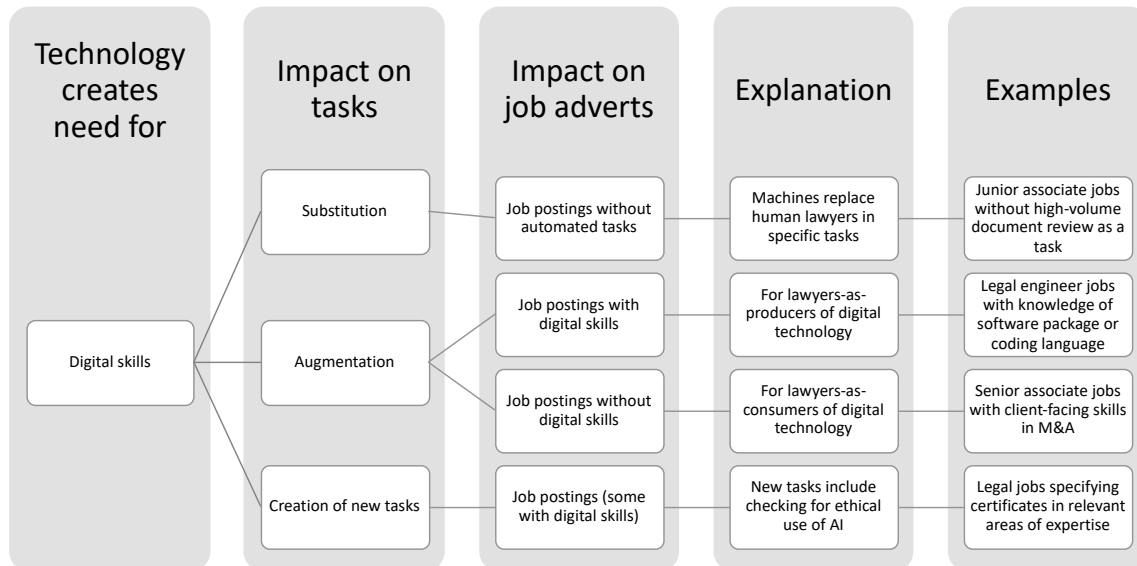 Technology
creates
need for
Impact on
tasks
Impact on
job adverts
Explanation
Examples
Digital skills
Substitution
Job postings without
automated tasks
Machines replace
human lawyers in
specific tasks
Junior associate jobs
without high-volume
document review as a
task
Augmentation
Job postings with
digital skills
For lawyers-as-
producers of digital
technology
Legal engineer jobs
with knowledge of
software package or
coding language
Job postings without
digital skills
For lawyers-as-
consumers of digital
technology
Senior associate jobs
with client-facing skills
in M&A
Creation of new tasks
Job postings (some
with digital skills)
New tasks include
checking for ethical
use of AI
Legal jobs specifying
certificates in relevant
areas of expertise